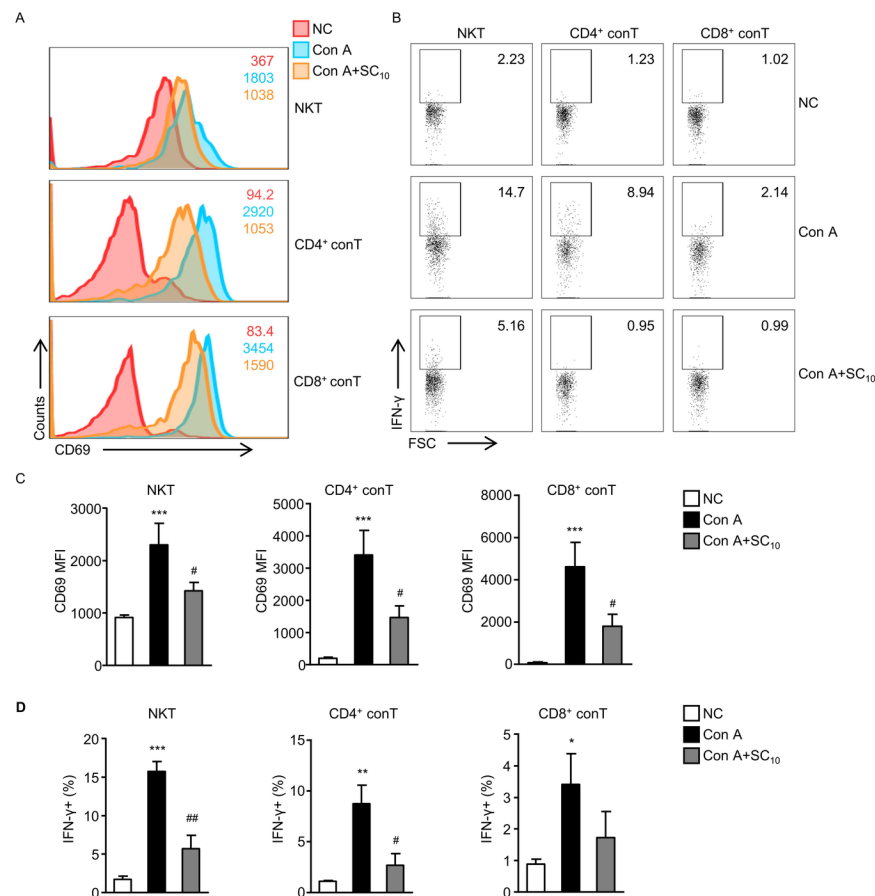 A
NC
Con A
Con A+SC₁₀
367
1803
1038
NKT
94.2
2920
1053
CD4⁺ conT
83.4
3454
1590
CD8⁺ conT
Counts
CD69
B
NKT CD4⁺ conT CD8⁺ conT
2.23 1.23 1.02
NC
14.7 8.94 2.14
Con A
5.16 0.95 0.99
Con A+SC₁₀
IFN-γ
FSC
C
NKT
3000
2000
1000
0
CD69 MFI
***
#
CD4⁺ conT
5000
4000
3000
2000
1000
0
CD69 MFI
***
#
CD8⁺ conT
8000
6000
4000
2000
0
CD69 MFI
***
#
NC
Con A
Con A+SC₁₀
D
NKT
20
15
10
5
0
IFN-γ+ (%)
***
##
CD4⁺ conT
15
10
5
0
IFN-γ+ (%)
**
#
CD8⁺ conT
5
4
3
2
1
0
IFN-γ+ (%)
*
NC
Con A
Con A+SC₁₀